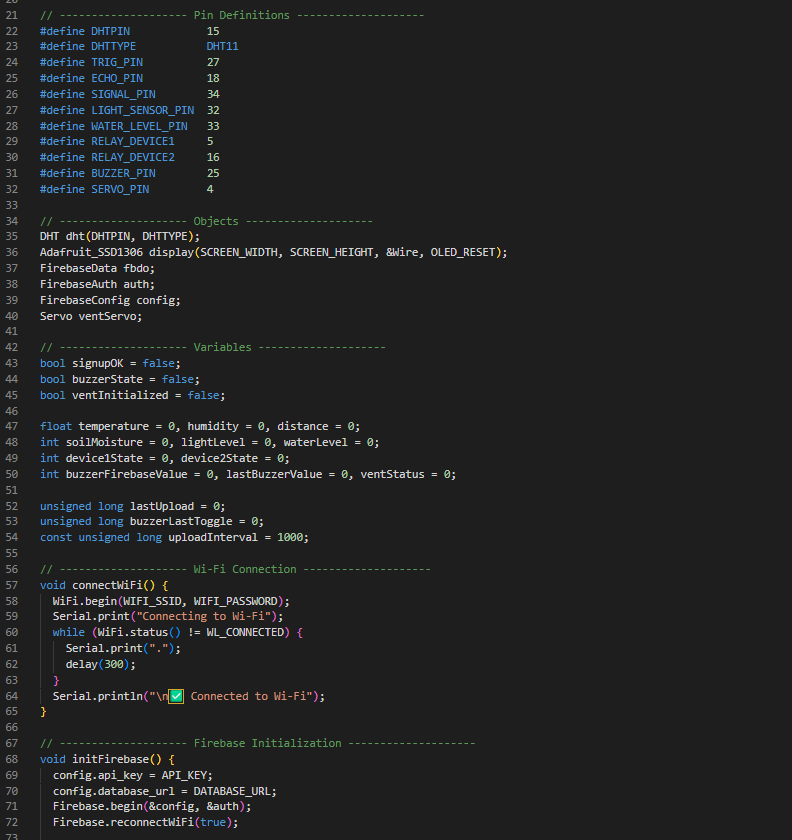 21 // -------------------- Pin Definitions --------------------
22 #define DHTPIN 15
23 #define DHTTYPE DHT11
24 #define TRIG_PIN 27
25 #define ECHO_PIN 18
26 #define SIGNAL_PIN 34
27 #define LIGHT_SENSOR_PIN 32
28 #define WATER_LEVEL_PIN 33
29 #define RELAY_DEVICE1 5
30 #define RELAY_DEVICE2 16
31 #define BUZZER_PIN 25
32 #define SERVO_PIN 4
33
34 // -------------------- Objects --------------------
35 DHT dht(DHTPIN, DHTTYPE);
36 Adafruit_SSD1306 display(SCREEN_WIDTH, SCREEN_HEIGHT, &Wire, OLED_RESET);
37 FirebaseData fbdo;
38 FirebaseAuth auth;
39 FirebaseConfig config;
40 Servo ventServo;
41
42 // -------------------- Variables --------------------
43 bool signupOK = false;
44 bool buzzerState = false;
45 bool ventInitialized = false;
46
47 float temperature = 0, humidity = 0, distance = 0;
48 int soilMoisture = 0, lightLevel = 0, waterLevel = 0;
49 int device1State = 0, device2State = 0;
50 int buzzerFirebaseValue = 0, lastBuzzerValue = 0, ventStatus = 0;
51
52 unsigned long lastUpload = 0;
53 unsigned long buzzerLastToggle = 0;
54 const unsigned long uploadInterval = 1000;
55
56 // -------------------- Wi-Fi Connection --------------------
57 void connectWiFi() {
58   WiFi.begin(WIFI_SSID, WIFI_PASSWORD);
59   Serial.print("Connecting to Wi-Fi");
60   while (WiFi.status() != WL_CONNECTED) {
61     Serial.print(".");
62     delay(300);
63   }
64   Serial.println("\n✅ Connected to Wi-Fi");
65 }
66
67 // -------------------- Firebase Initialization --------------------
68 void initFirebase() {
69   config.api_key = API_KEY;
70   config.database_url = DATABASE_URL;
71   Firebase.begin(&config, &auth);
72   Firebase.reconnectWiFi(true);
73